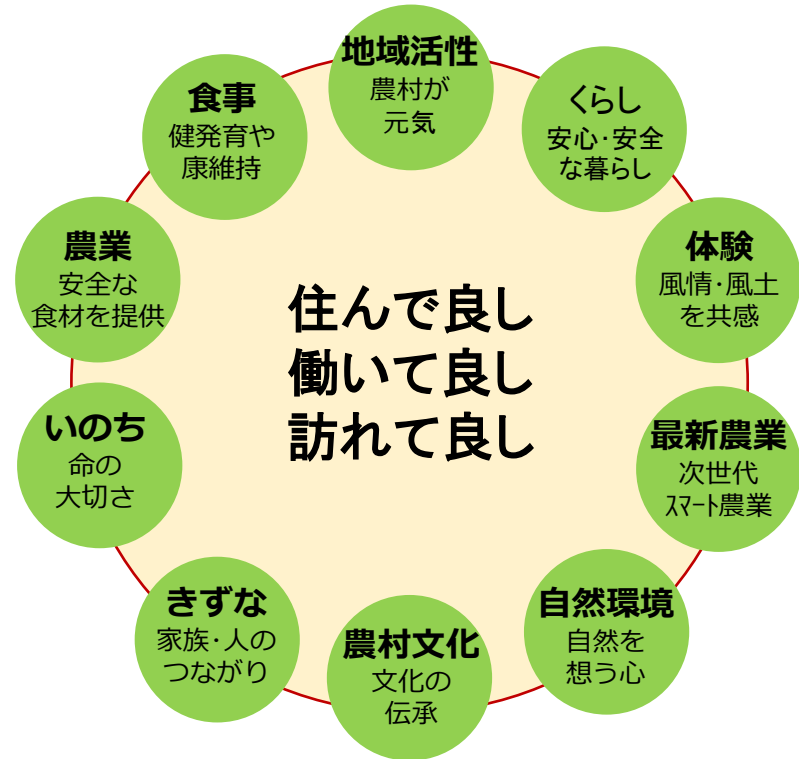 地域活性
農村が
元気
くらし
安心・安全
な暮らし
体験
風情・風土
を共感
最新農業
次世代
スマート農業
自然環境
自然を
想う心
農村文化
文化の
伝承
きずな
家族・人の
つながり
いのち
命の
大切さ
農業
安全な
食材を提供
食事
健発育や
康維持
住んで良し
働いて良し
訪れて良し